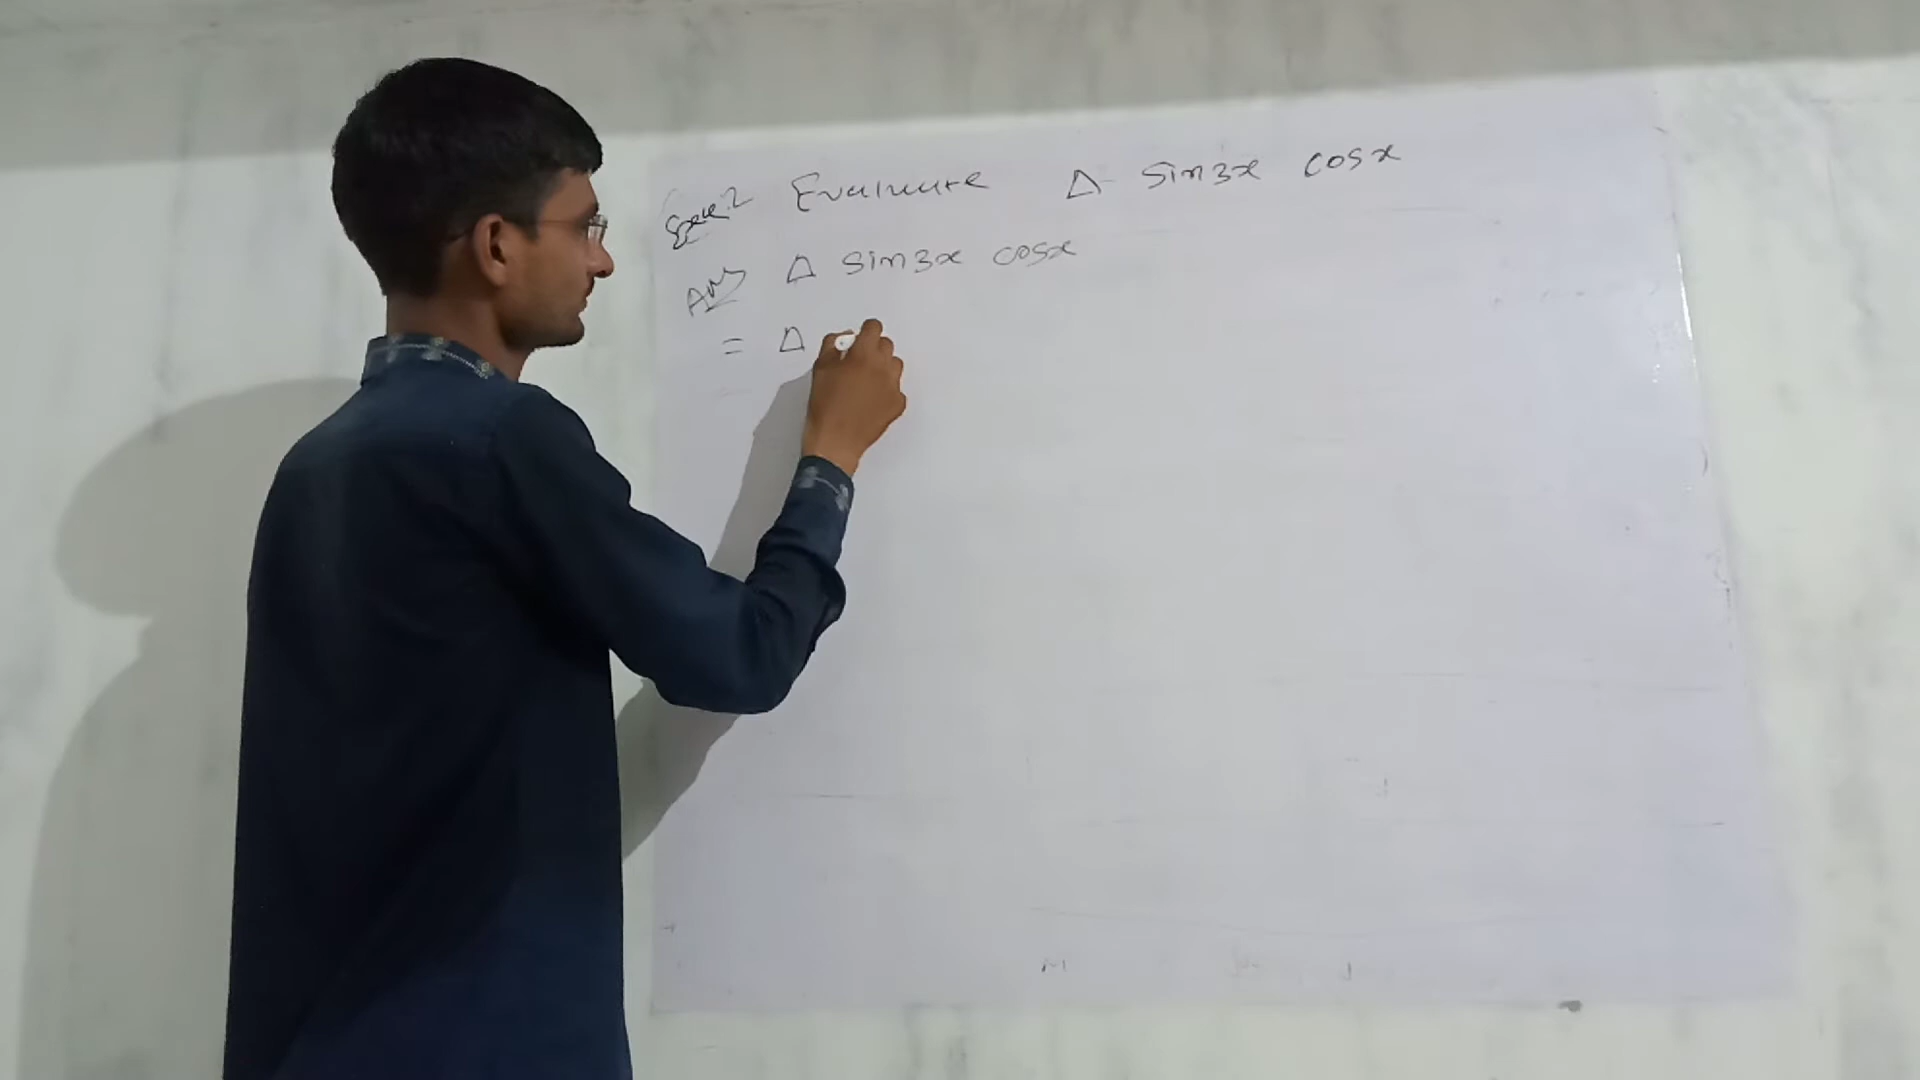 Evaluate Δ sin3x cosx
Ans Δ sin3x cosx
= Δ